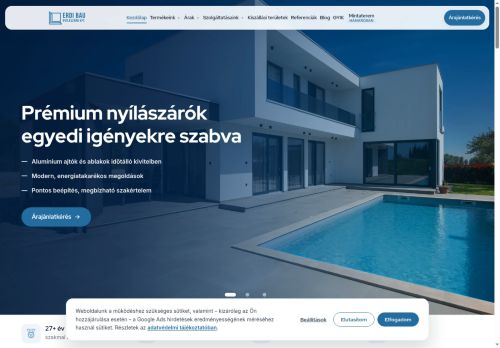 ERDI BAU
Kezdőlap Termékeink Árak Szolgáltatásaink Kiszállási területek Referenciák Blog GYIK Mintaterem
HAMAROSAN
Árajánlatkérés
Prémium nyílászárók
egyedi igényekre szabva
— Alumínium ajtók és ablakok időtálló kivitelben
— Modern, energiatakarékos megoldások
— Pontos beépítés, megbízható szakértelem
Árajánlatkérés →
Weboldalunk a működéshez szükséges sütiket, valamint – kizárólag az Ön
hozzájárulása esetén – a Google Ads hirdetések eredményességének méréséhez
használ sütiket. Részletek az adatvédelmi tájékoztatóban.
Beállítások Elutasítom Elfogadom
27+ év
szakmai